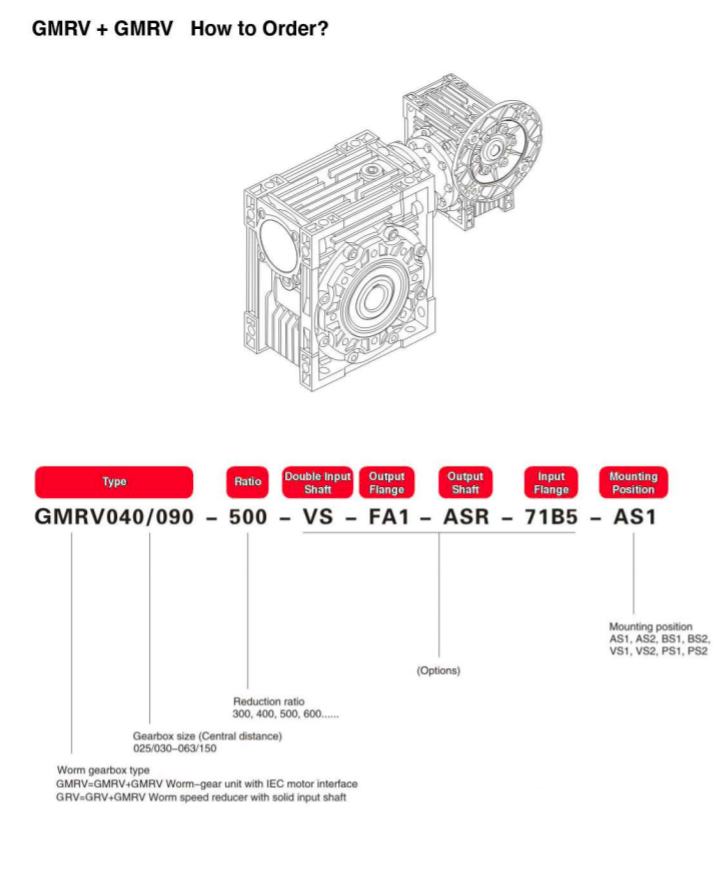 GMRV + GMRV How to Order?
Type
Ratio
Double Input
Shaft
Output
Flange
Output
Shaft
Input
Flange
Mounting
Position
GMRV040/090 – 500 – VS – FA1 – ASR – 71B5 – AS1
Mounting position
AS1, AS2, BS1, BS2,
VS1, VS2, PS1, PS2
(Options)
Reduction ratio
300, 400, 500, 600......
Gearbox size (Central distance)
025/030–063/150
Worm gearbox type
GMRV=GMRV+GMRV Worm–gear unit with IEC motor interface
GRV=GRV+GMRV Worm speed reducer with solid input shaft